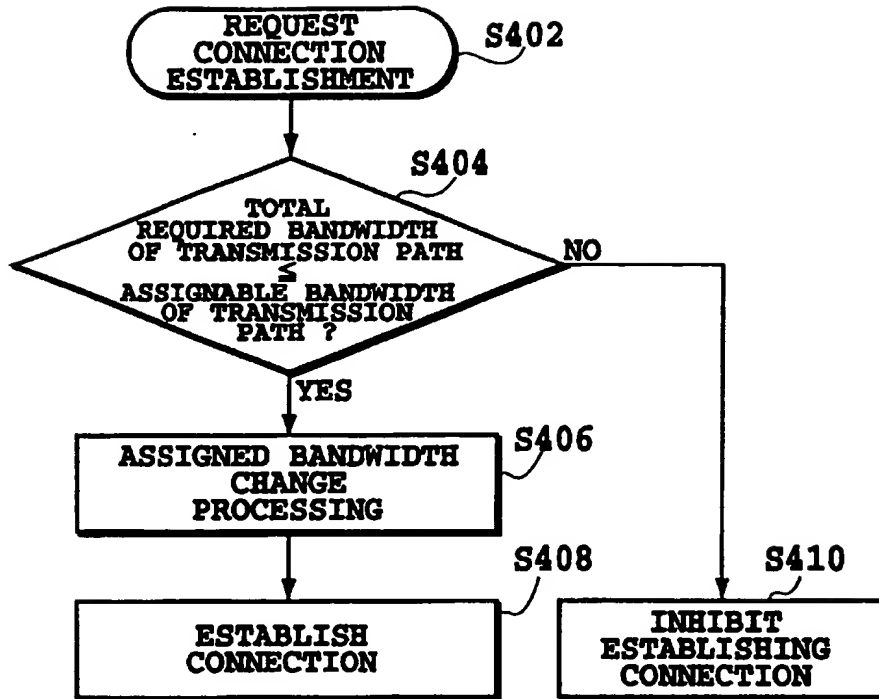 REQUEST
CONNECTION
ESTABLISHMENT
S402
S404
TOTAL
REQUIRED BANDWIDTH
OF TRANSMISSION PATH
≤
ASSIGNABLE BANDWIDTH
OF TRANSMISSION
PATH ?
NO
YES
S406
ASSIGNED BANDWIDTH
CHANGE
PROCESSING
S408
ESTABLISH
CONNECTION
S410
INHIBIT
ESTABLISHING
CONNECTION